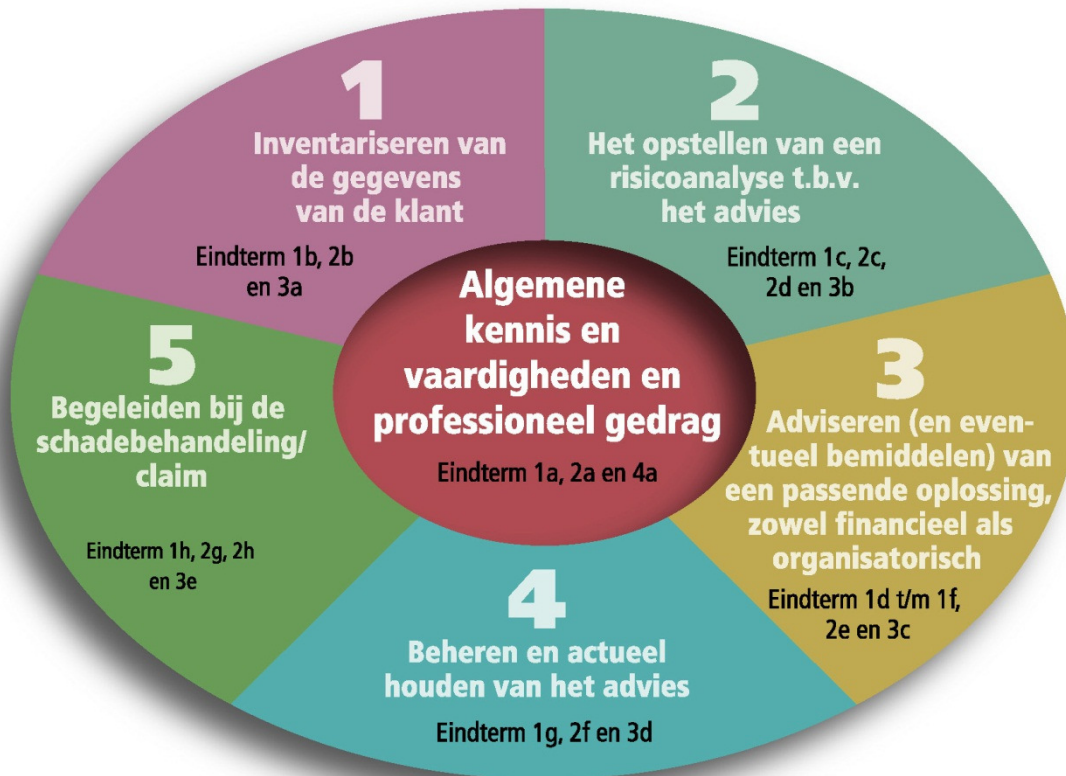 1
Inventariseren van
de gegevens
van de klant
Eindterm 1b, 2b
en 3a
2
Het opstellen van een
risicoanalyse t.b.v.
het advies
Eindterm 1c, 2c,
2d en 3b
3
Adviseren (en even-
tueel bemiddelen) van
een passende oplossing,
zowel financieel als
organisatorisch
Eindterm 1d t/m 1f,
2e en 3c
4
Beheren en actueel
houden van het advies
Eindterm 1g, 2f en 3d
5
Begeleiden bij de
schadebehandeling/
claim
Eindterm 1h, 2g, 2h
en 3e
Algemene
kennis en
vaardigheden en
professioneel gedrag
Eindterm 1a, 2a en 4a